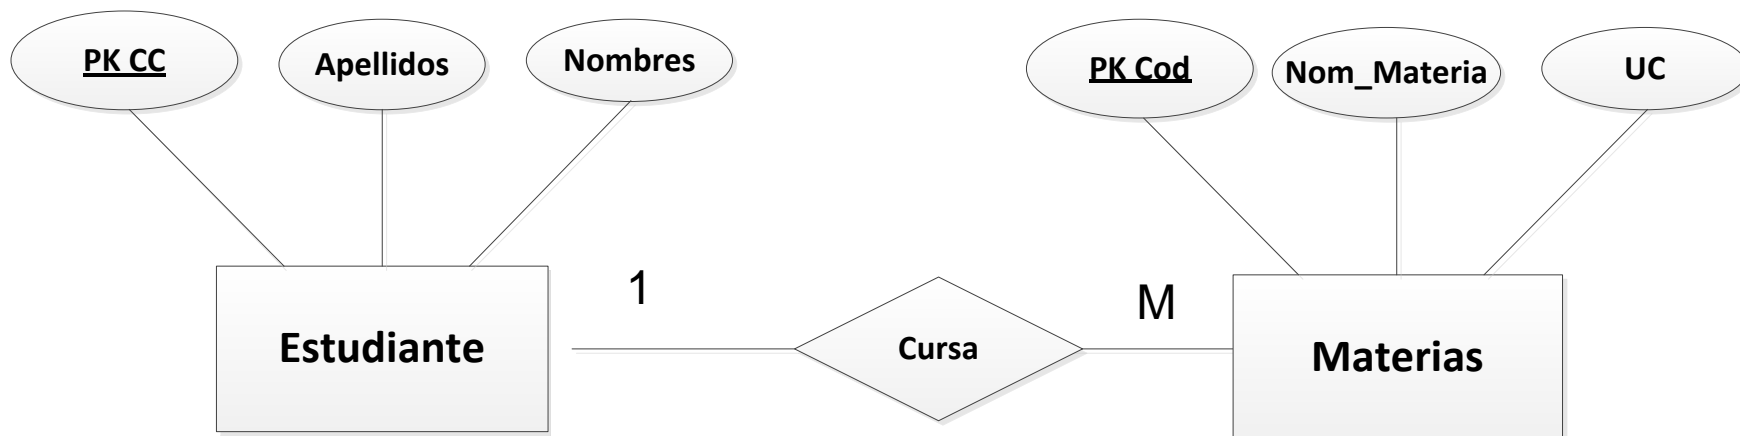 PK CC
Apellidos
Nombres
PK Cod
Nom_Materia
UC
1
M
Estudiante
Cursa
Materias